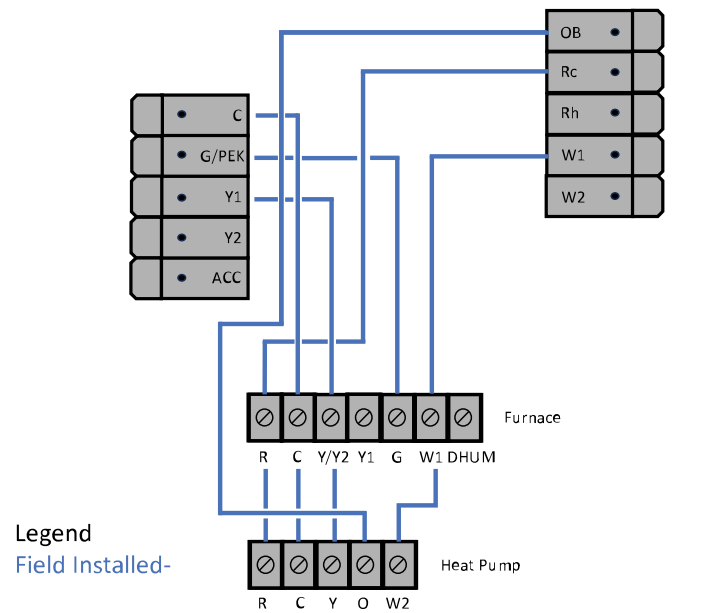 OB
Rc
Rh
W1
W2
C
G/PEK
Y1
Y2
ACC
Furnace
R C Y/Y2 Y1 G W1 DHUM
Legend
Field Installed-
Heat Pump
R C Y O W2